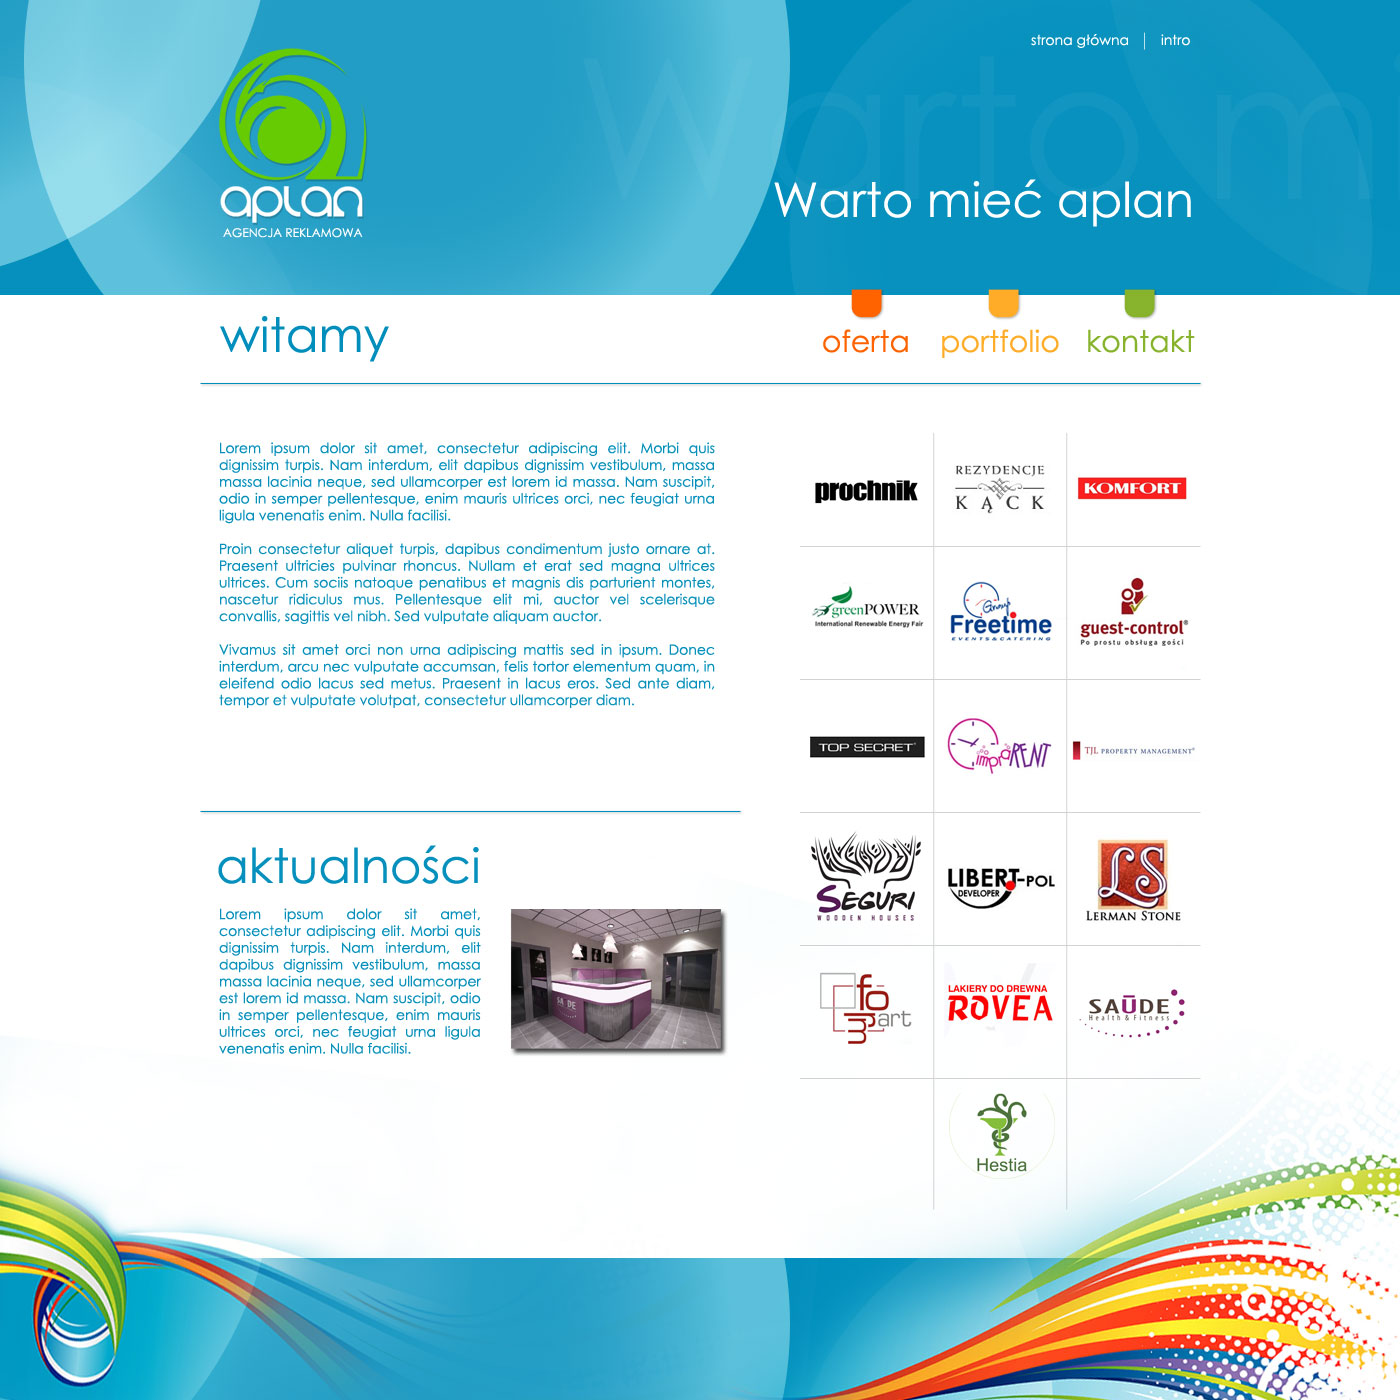 strona główna | intro
Warto m
aplan
AGENCJA REKLAMOWA
Warto mieć aplan
witamy
oferta
portfolio
kontakt
Lorem ipsum dolor sit amet, consectetur adipiscing elit. Morbi quis
dignissim turpis. Nam interdum, elit dapibus dignissim vestibulum, massa
massa lacinia neque, sed ullamcorper est lorem id massa. Nam suscipit,
odio in semper pellentesque, enim mauris ultrices orci, nec feugiat urna
ligula venenatis enim. Nulla facilisi.
Proin consectetur aliquet turpis, dapibus condimentum justo ornare at.
Praesent ultricies pulvinar rhoncus. Nullam et erat sed magna ultrices
ultrices. Cum sociis natoque penatibus et magnis dis parturient montes,
nascetur ridiculus mus. Pellentesque elit mi, auctor vel scelerisque
convallis, sagittis vel nibh. Sed vulputate aliquam auctor.
Vivamus sit amet orci non urna adipiscing mattis sed in ipsum. Donec
interdum, arcu nec vulputate accumsan, felis tortor elementum quam, in
eleifend odio lacus sed metus. Praesent in lacus eros. Sed ante diam,
tempor et vulputate volutpat, consectetur ullamcorper diam.
aktualności
Lorem ipsum dolor sit amet,
consectetur adipiscing elit. Morbi quis
dignissim turpis. Nam interdum, elit
dapibus dignissim vestibulum, massa
massa lacinia neque, sed ullamcorper
est lorem id massa. Nam suscipit, odio
in semper pellentesque, enim mauris
ultrices orci, nec feugiat urna ligula
venenatis enim. Nulla facilisi.
SAÚDE
prochnik
REZYDENCJE
KĄCK
KOMFORT
greenPOWER
International Renewable Energy Fair
Group
Freetime
EVENTS&CATERING
guest-control®
Po prostu obsługa gości
TOP SECRET®
impraRENT
TJL PROPERTY MANAGEMENT®
SEGURI
WOODEN HOUSES
LIBERT-POL
DEVELOPER
LS
LERMAN STONE
fomm art
LAKIERY DO DREWNA
ROVEA
SAŪDE
Health & Fitness
Hestia